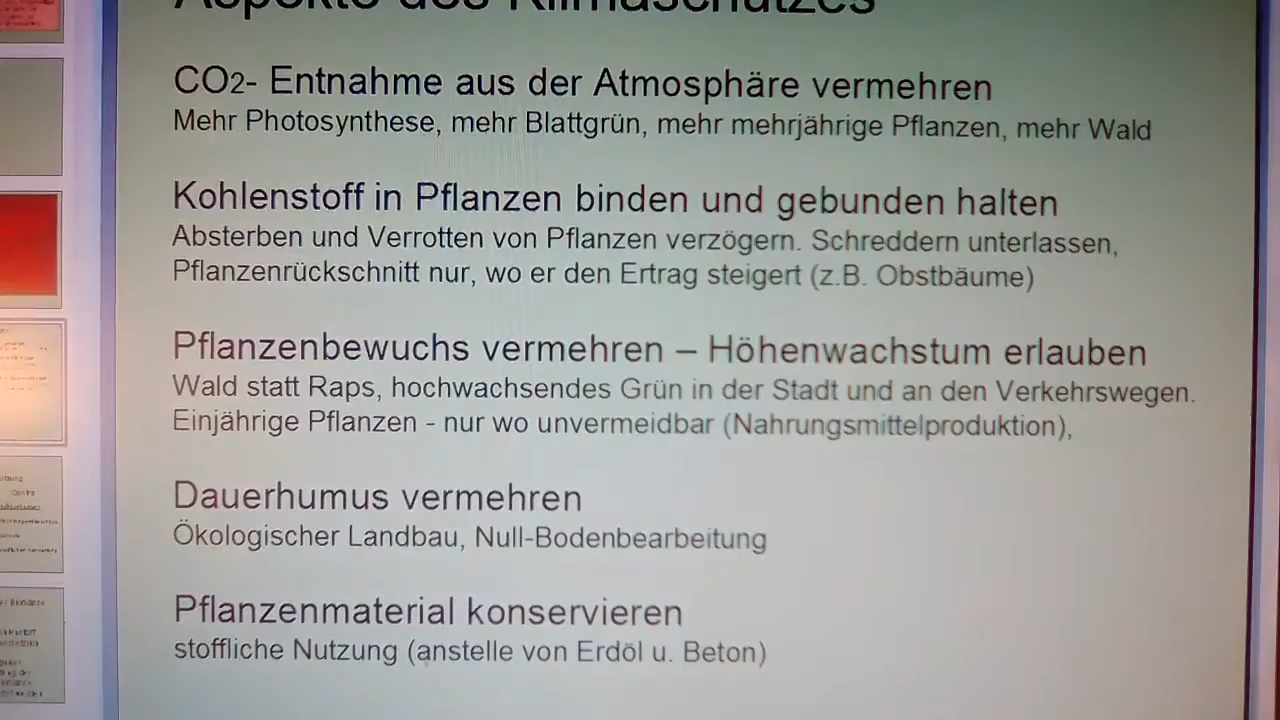 Aspekte des Klimaschutzes
CO2- Entnahme aus der Atmosphäre vermehren
Mehr Photosynthese, mehr Blattgrün, mehr mehrjährige Pflanzen, mehr Wald
Kohlenstoff in Pflanzen binden und gebunden halten
Absterben und Verrotten von Pflanzen verzögern. Schreddern unterlassen,
Pflanzenrückschnitt nur, wo er den Ertrag steigert (z.B. Obstbäume)
Pflanzenbewuchs vermehren – Höhenwachstum erlauben
Wald statt Raps, hochwachsendes Grün in der Stadt und an den Verkehrswegen.
Einjährige Pflanzen - nur wo unvermeidbar (Nahrungsmittelproduktion),
Dauerhumus vermehren
Ökologischer Landbau, Null-Bodenbearbeitung
Pflanzenmaterial konservieren
stoffliche Nutzung (anstelle von Erdöl u. Beton)